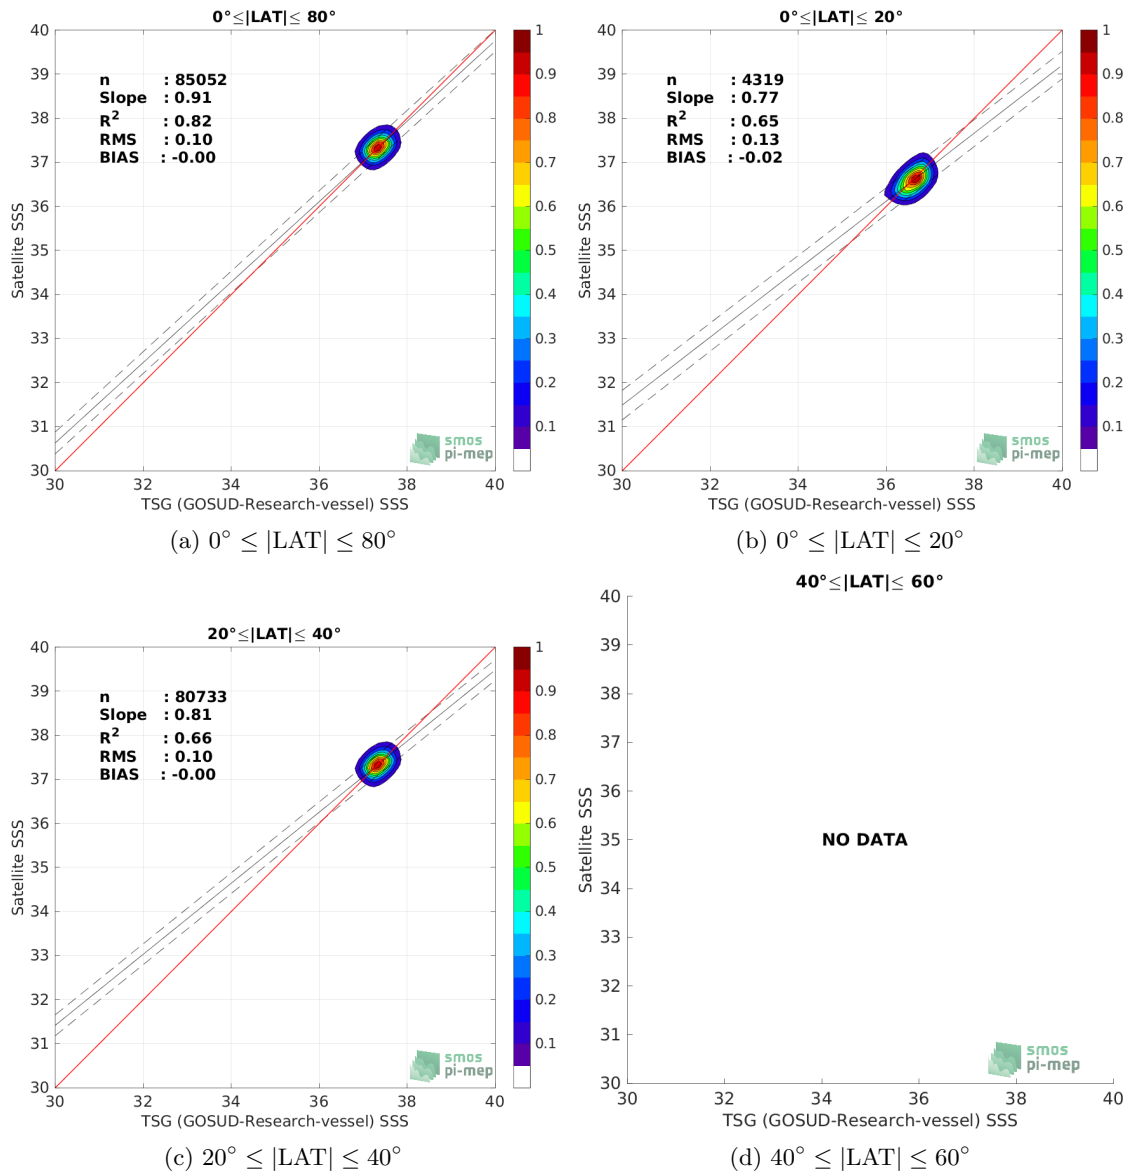 0°≤|LAT|≤ 80°
40
39
38
37
36
35
34
33
32
31
30
Satellite SSS
n : 85052
Slope : 0.91
R2 : 0.82
RMS : 0.10
BIAS : -0.00
smos
pi-mep
30 32 34 36 38 40
TSG (GOSUD-Research-vessel) SSS
1
0.9
0.8
0.7
0.6
0.5
0.4
0.3
0.2
0.1
(a) 0° ≤ |LAT| ≤ 80°
0°≤|LAT|≤ 20°
40
39
38
37
36
35
34
33
32
31
30
Satellite SSS
n : 4319
Slope : 0.77
R2 : 0.65
RMS : 0.13
BIAS : -0.02
smos
pi-mep
30 32 34 36 38 40
TSG (GOSUD-Research-vessel) SSS
1
0.9
0.8
0.7
0.6
0.5
0.4
0.3
0.2
0.1
(b) 0° ≤ |LAT| ≤ 20°
20°≤|LAT|≤ 40°
40
39
38
37
36
35
34
33
32
31
30
Satellite SSS
n : 80733
Slope : 0.81
R2 : 0.66
RMS : 0.10
BIAS : -0.00
smos
pi-mep
30 32 34 36 38 40
TSG (GOSUD-Research-vessel) SSS
1
0.9
0.8
0.7
0.6
0.5
0.4
0.3
0.2
0.1
(c) 20° ≤ |LAT| ≤ 40°
40°≤|LAT|≤ 60°
40
39
38
37
36
35
34
33
32
31
30
Satellite SSS
NO DATA
smos
pi-mep
30 32 34 36 38 40
TSG (GOSUD-Research-vessel) SSS
(d) 40° ≤ |LAT| ≤ 60°